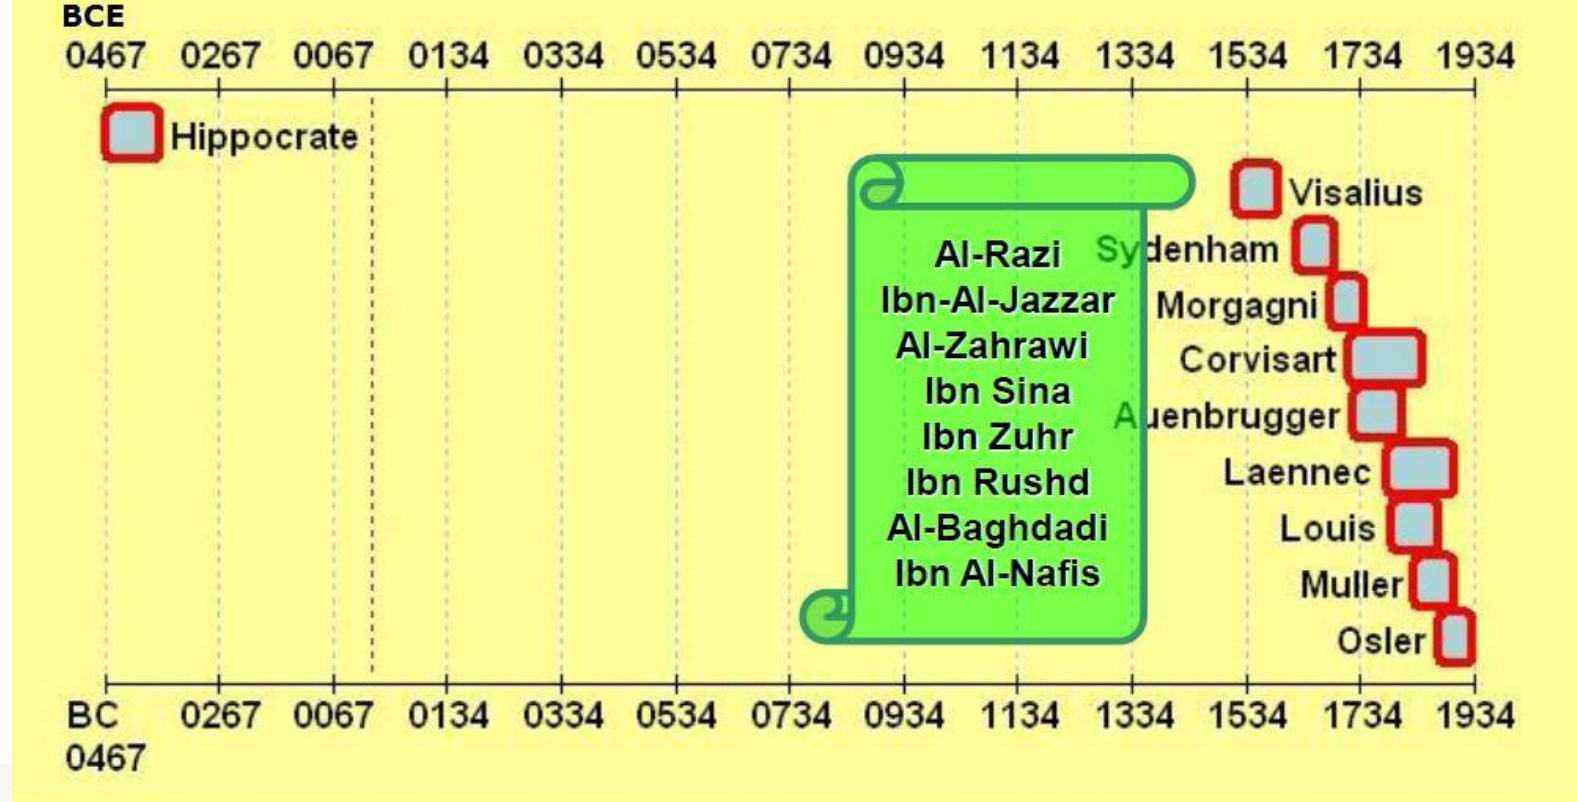 BCE
0467 0267 0067 0134 0334 0534 0734 0934 1134 1334 1534 1734 1934
Hippocrate
Visalius
Sydenham
Al-Razi
Ibn-Al-Jazzar
Morgagni
Al-Zahrawi
Corvisart
Ibn Sina
Auenbrugger
Ibn Zuhr
Laennec
Ibn Rushd
Louis
Al-Baghdadi
Muller
Ibn Al-Nafis
Osler
BC 0267 0067 0134 0334 0534 0734 0934 1134 1334 1534 1734 1934
0467